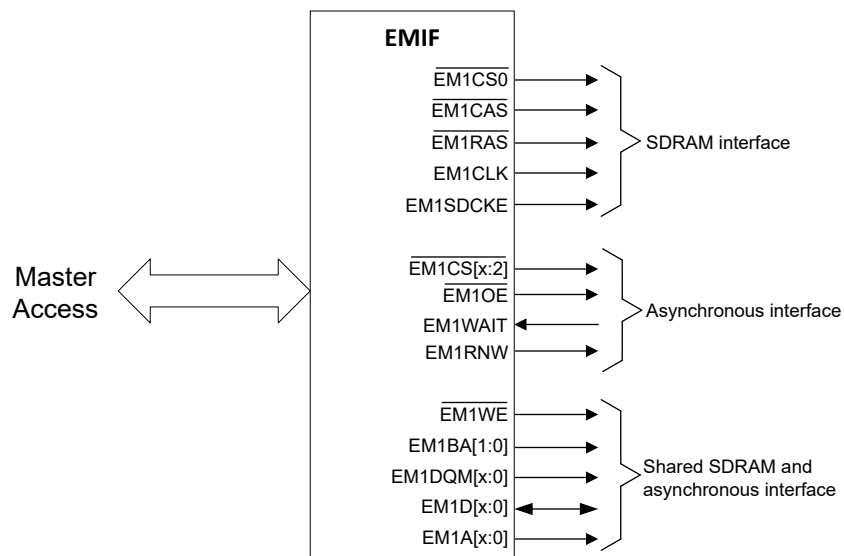 EMIF
EM1CS0
EM1CAS
EM1RAS
EM1CLK
EM1SDCKE
SDRAM interface
Master
Access
EM1CS[x:2]
EM1OE
EM1WAIT
EM1RNW
Asynchronous interface
EM1WE
EM1BA[1:0]
EM1DQM[x:0]
EM1D[x:0]
EM1A[x:0]
Shared SDRAM and
asynchronous interface